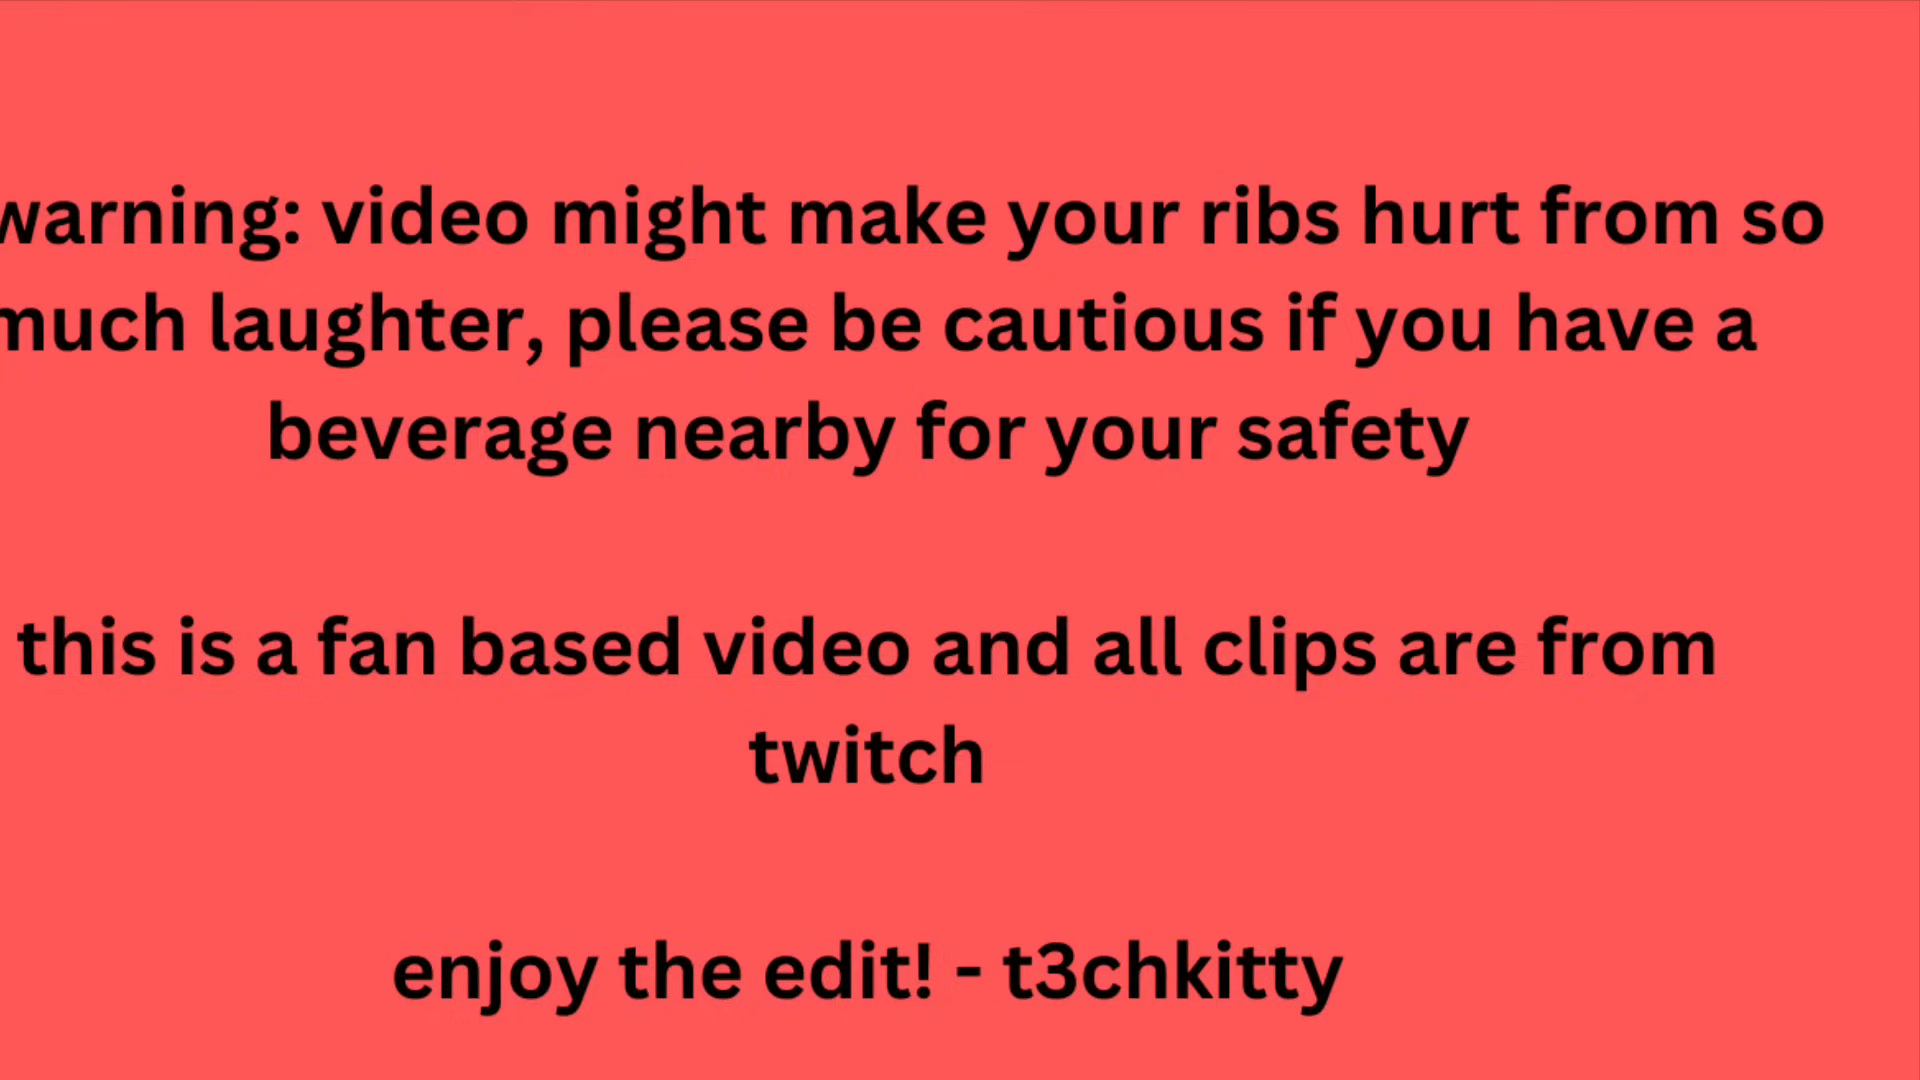 warning: video might make your ribs hurt from so
much laughter, please be cautious if you have a
beverage nearby for your safety
this is a fan based video and all clips are from
twitch
enjoy the edit! - t3chkitty